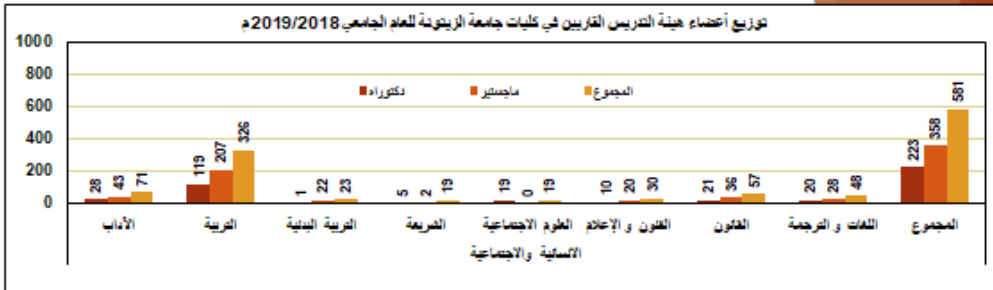 توزيع أعضاء هيئة التدريس القاريين في كليات جامعة الزيتونة للعام الجامعي 2019/2018م
1000
800
600
400
200
0
دكتوراه
ماجستير
المجموع
28 43 71
119 207 326
1 22 23
5 2 19
19 0 19
10 20 30
21 36 57
20 28 48
223 358 581
الآداب
التربية
التربية البدنية
الشريعة
العلوم الاجتماعية
الفنون و الإعلام
القانون
اللغات و الترجمة
المجموع
الانسانية والاجتماعية